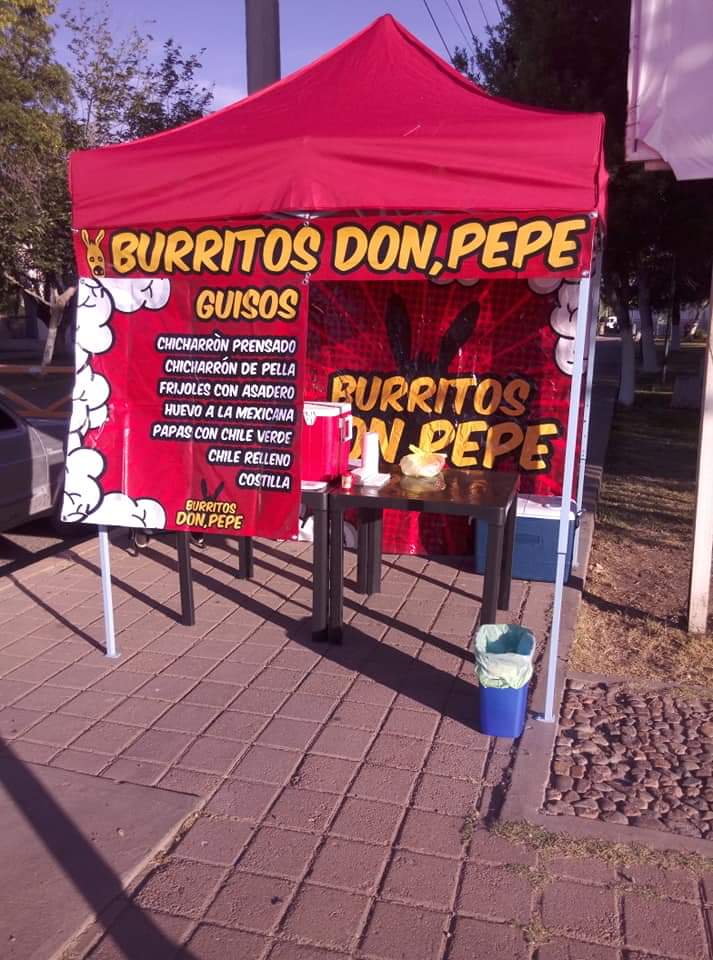 BURRITOS DON,PEPE
GUISOS
CHICHARRÒN PRENSADO
CHICHARRÓN DE PELLA
FRIJOLES CON ASADERO
HUEVO A LA MEXICANA
PAPAS CON CHILE VERDE
CHILE RELLENO
COSTILLA
BURRITOS
DON,PEPE
BURRITOS
DON,PEPE